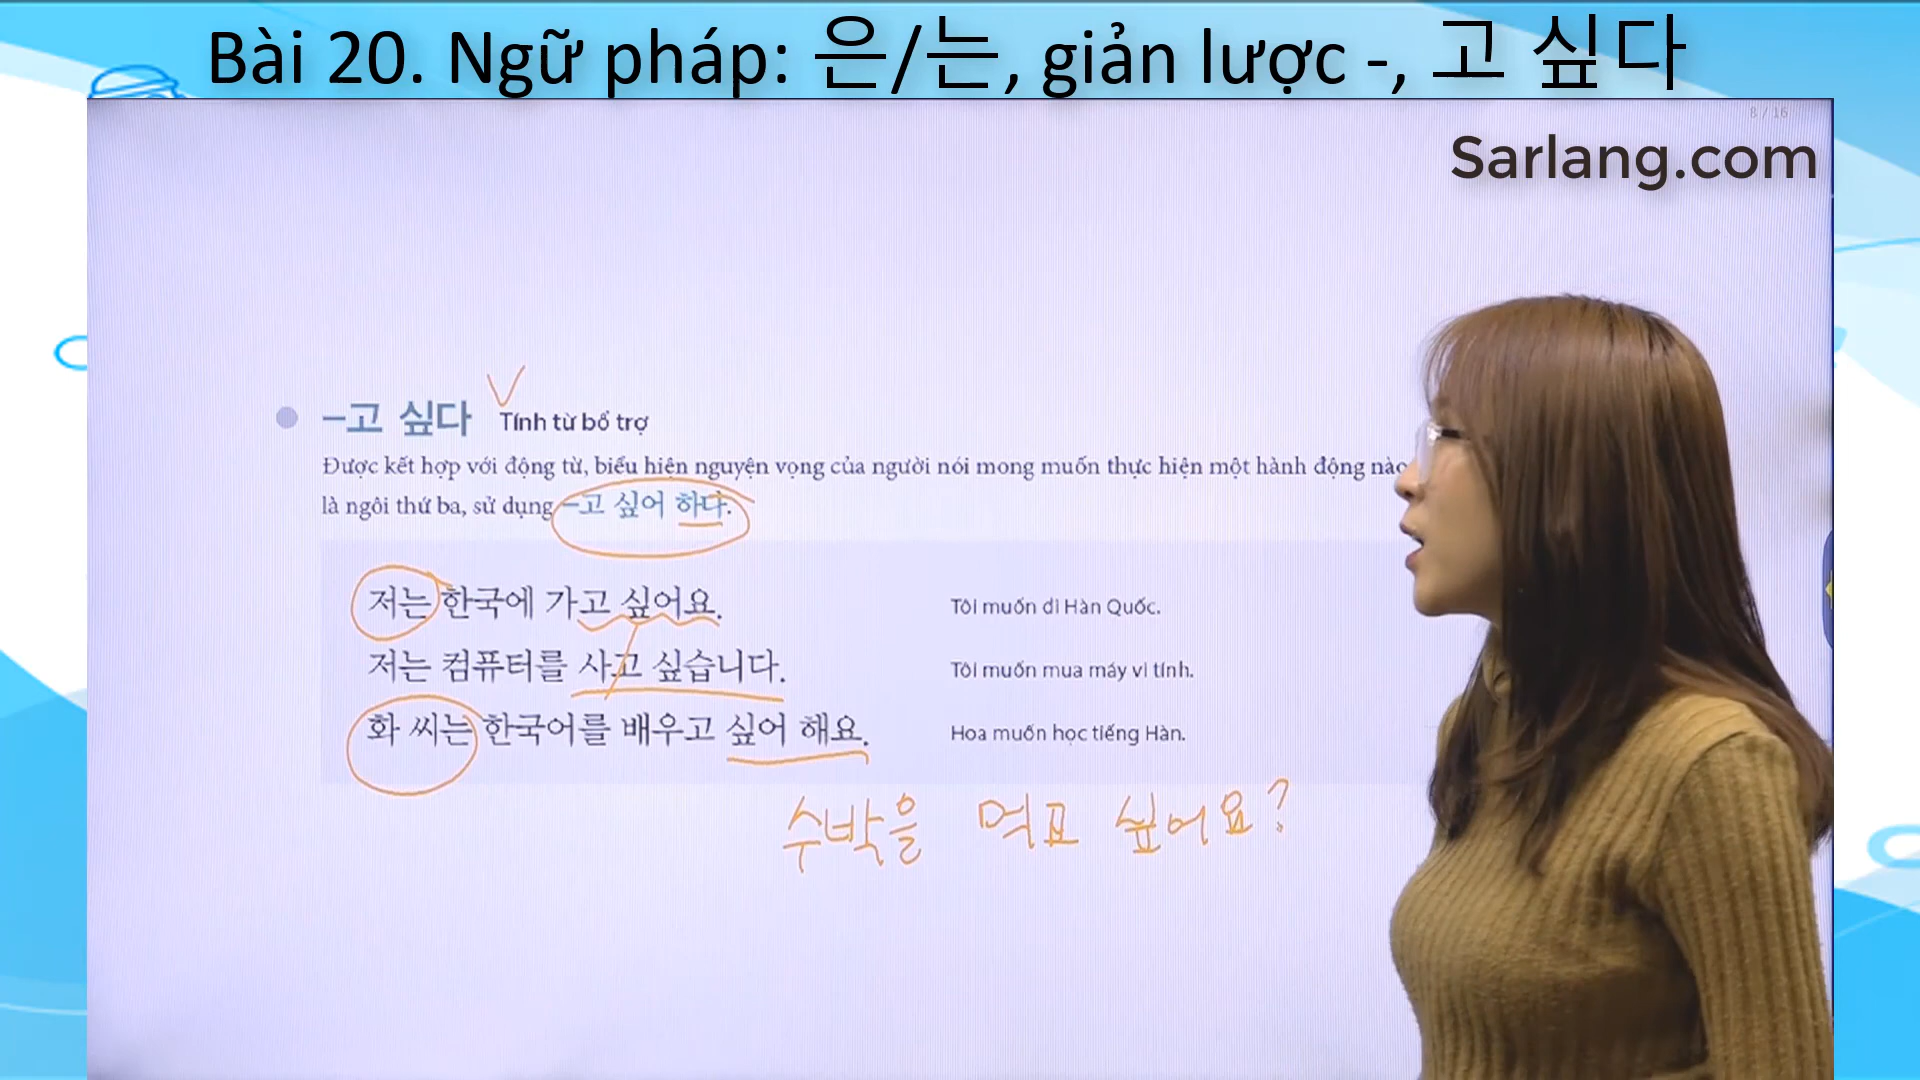 Bài 20. Ngữ pháp: 은/는, giản lược -, 고 싶다
8 / 16
Sarlang.com
–고 싶다 Tính từ bổ trợ
Được kết hợp với động từ, biểu hiện nguyện vọng của người nói mong muốn thực hiện một hành động nào
là ngôi thứ ba, sử dụng –고 싶어 하다.
저는 한국에 가고 싶어요. Tôi muốn di Hàn Quốc.
저는 컴퓨터를 사고 싶습니다. Tôi muốn mua máy vi tính.
화 씨는 한국어를 배우고 싶어 해요. Hoa muốn học tiếng Hàn.
수박을 먹고 싶어요?